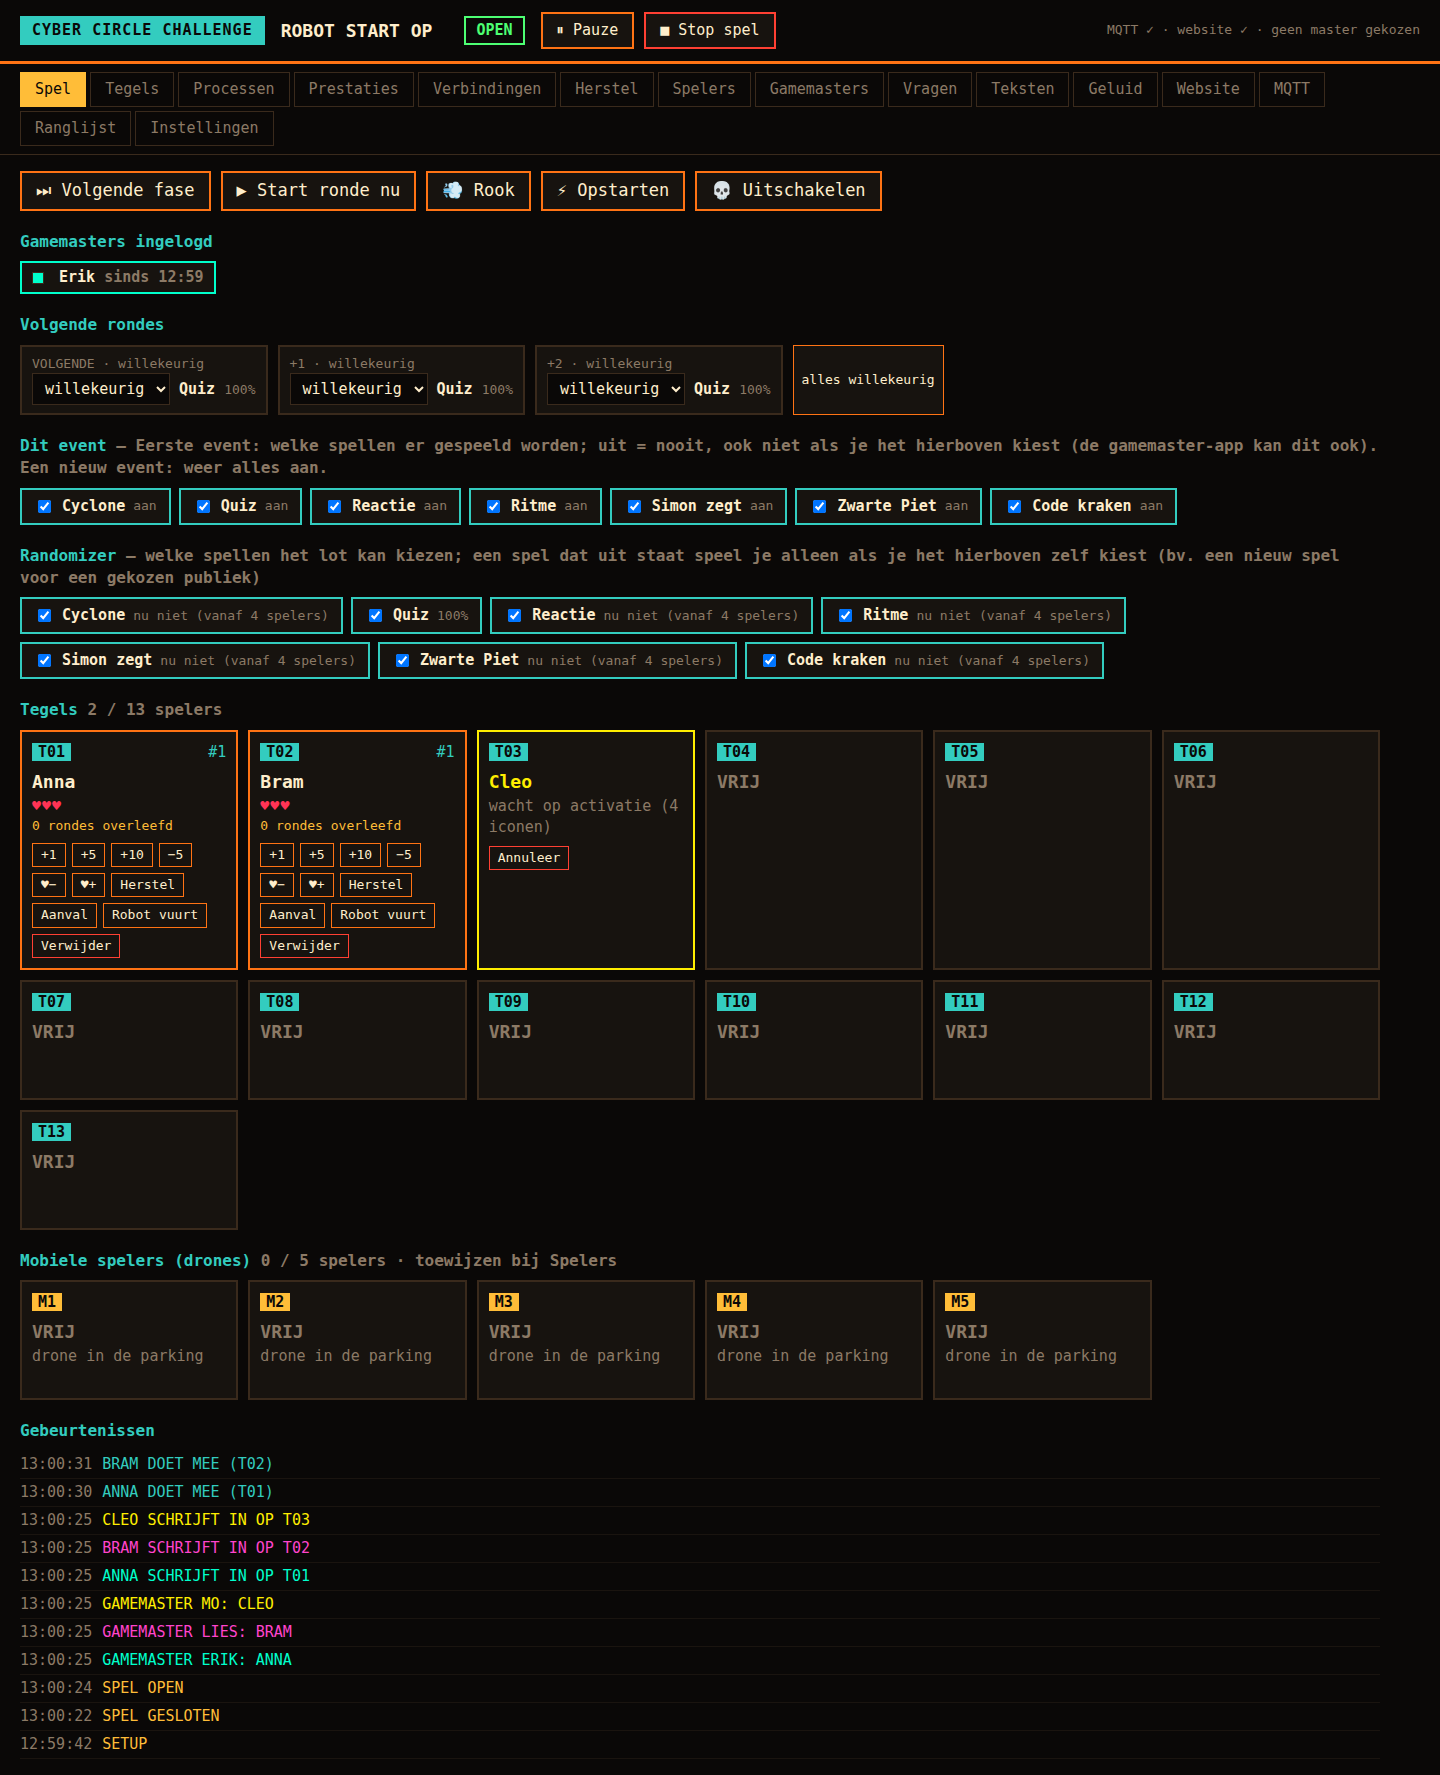 CYBER CIRCLE CHALLENGE ROBOT START OP OPEN ⏸ Pauze ■ Stop spel MQTT ✓ · website ✓ · geen master gekozen
Spel Tegels Processen Prestaties Verbindingen Herstel Spelers Gamemasters Vragen Teksten Geluid Website MQTT
Ranglijst Instellingen
⏭ Volgende fase ▶ Start ronde nu 💨 Rook ⚡ Opstarten 💀 Uitschakelen
Gamemasters ingelogd
■ Erik sinds 12:59
Volgende rondes
VOLGENDE · willekeurig +1 · willekeurig +2 · willekeurig
willekeurig Quiz 100% willekeurig Quiz 100% willekeurig Quiz 100% alles willekeurig
Dit event — Eerste event: welke spellen er gespeeld worden; uit = nooit, ook niet als je het hierboven kiest (de gamemaster-app kan dit ook).
Een nieuw event: weer alles aan.
Cyclone aan Quiz aan Reactie aan Ritme aan Simon zegt aan Zwarte Piet aan Code kraken aan
Randomizer — welke spellen het lot kan kiezen; een spel dat uit staat speel je alleen als je het hierboven zelf kiest (bv. een nieuw spel
voor een gekozen publiek)
Cyclone nu niet (vanaf 4 spelers) Quiz 100% Reactie nu niet (vanaf 4 spelers) Ritme nu niet (vanaf 4 spelers)
Simon zegt nu niet (vanaf 4 spelers) Zwarte Piet nu niet (vanaf 4 spelers) Code kraken nu niet (vanaf 4 spelers)
Tegels 2 / 13 spelers
T01 #1 T02 #1 T03 T04 T05 T06
Anna Bram Cleo VRIJ VRIJ VRIJ
♥♥♥ ♥♥♥ wacht op activatie (4
0 rondes overleefd 0 rondes overleefd iconen)
+1 +5 +10 −5 +1 +5 +10 −5 Annuleer
♥− ♥+ Herstel ♥− ♥+ Herstel
Aanval Robot vuurt Aanval Robot vuurt
Verwijder Verwijder
T07 T08 T09 T10 T11 T12
VRIJ VRIJ VRIJ VRIJ VRIJ VRIJ
T13
VRIJ
Mobiele spelers (drones) 0 / 5 spelers · toewijzen bij Spelers
M1 M2 M3 M4 M5
VRIJ VRIJ VRIJ VRIJ VRIJ
drone in de parking drone in de parking drone in de parking drone in de parking drone in de parking
Gebeurtenissen
13:00:31 BRAM DOET MEE (T02)
13:00:30 ANNA DOET MEE (T01)
13:00:25 CLEO SCHRIJFT IN OP T03
13:00:25 BRAM SCHRIJFT IN OP T02
13:00:25 ANNA SCHRIJFT IN OP T01
13:00:25 GAMEMASTER MO: CLEO
13:00:25 GAMEMASTER LIES: BRAM
13:00:25 GAMEMASTER ERIK: ANNA
13:00:24 SPEL OPEN
13:00:22 SPEL GESLOTEN
12:59:42 SETUP